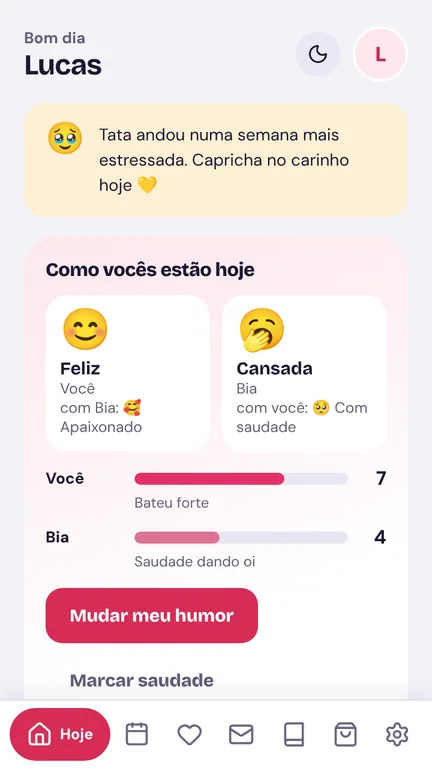 Bom dia
Lucas
L
Tata andou numa semana mais
estressada. Capricha no carinho
hoje 💛
Como vocês estão hoje
Feliz
Você
com Bia: 🥰
Apaixonado
Cansada
Bia
com você: 🥺 Com
saudade
Você
7
Bateu forte
Bia
4
Saudade dando oi
Mudar meu humor
Marcar saudade
Hoje